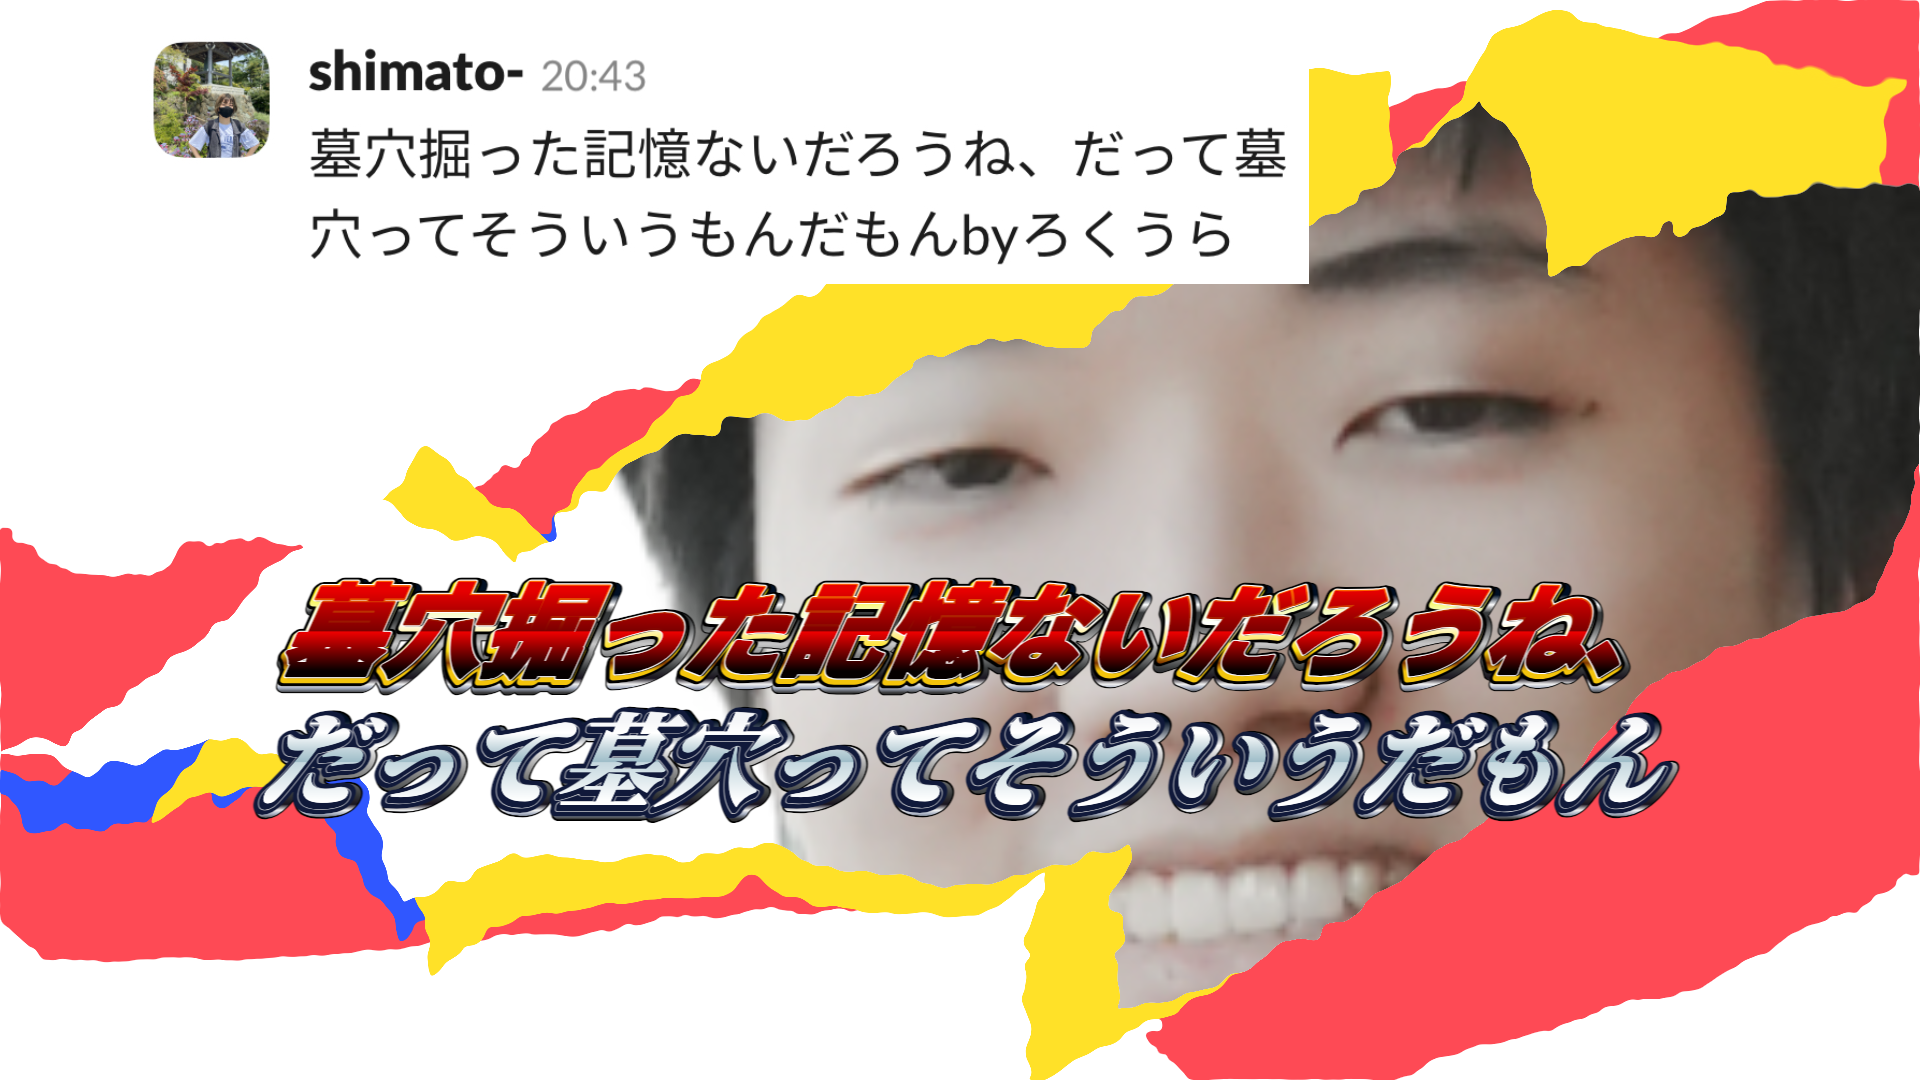 shimato- 20:43
墓穴掘った記憶ないだろうね、だって墓
穴ってそういうもんだもんbyろくうら
墓穴掘った記憶ないだろうね、
だって墓穴ってそういうだもん